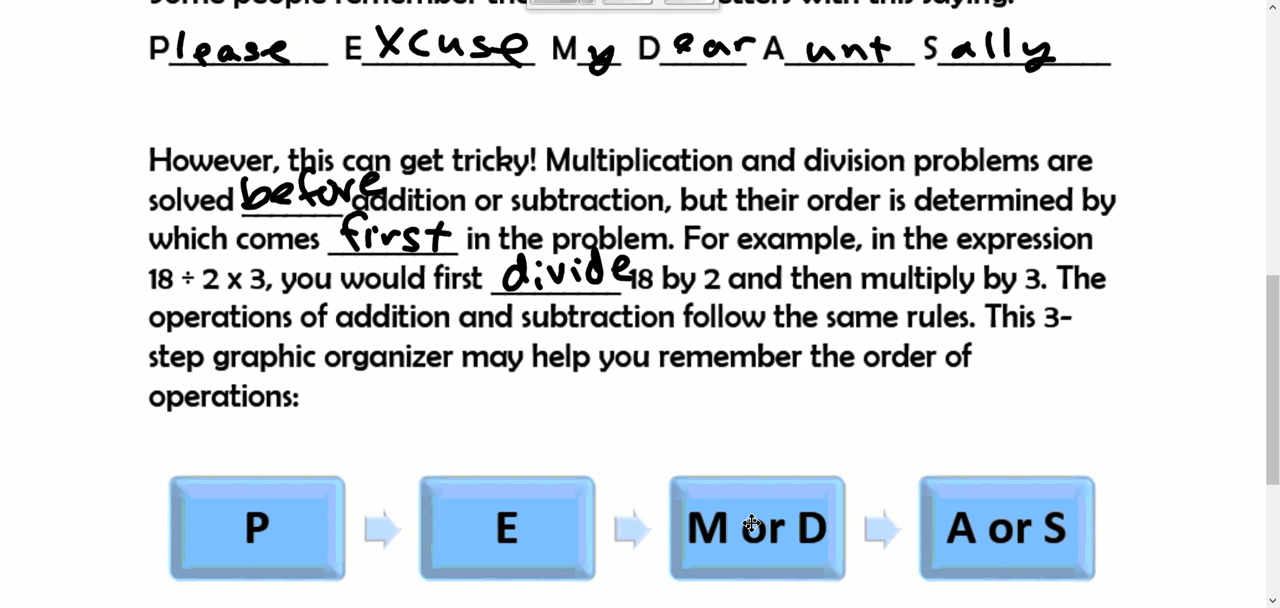 Please Excuse My Dear Aunt Sally
However, this can get tricky! Multiplication and division problems are
solved before addition or subtraction, but their order is determined by
which comes first in the problem. For example, in the expression
18 ÷ 2 x 3, you would first divide 18 by 2 and then multiply by 3. The
operations of addition and subtraction follow the same rules. This 3-
step graphic organizer may help you remember the order of
operations:
P E M or D A or S